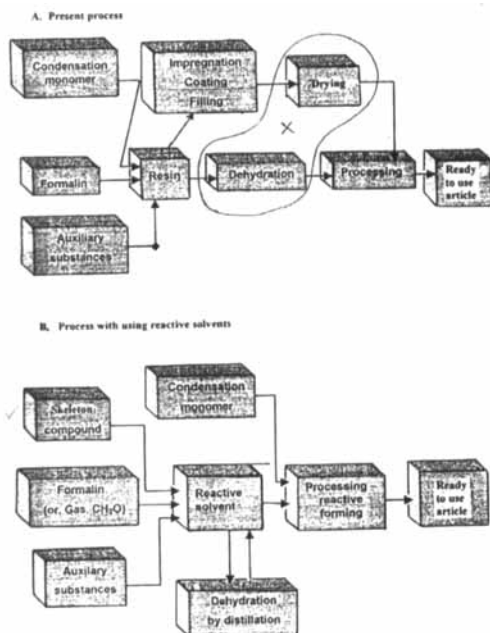 A. Present process
Condensation
monomer
Impregnation
Coating
Filling
Drying
Formalin
Resin
Dehydration
Processing
Ready
to use
article
Auxiliary
substances
B. Process with using reactive solvents
Condensation
monomer
Skeleton
compound
Formalin
(or, Gas. CH₂O)
Reactive
solvent
Processing
reactive
forming
Ready
to use
article
Auxilary
substances
Dehydration
by distillation